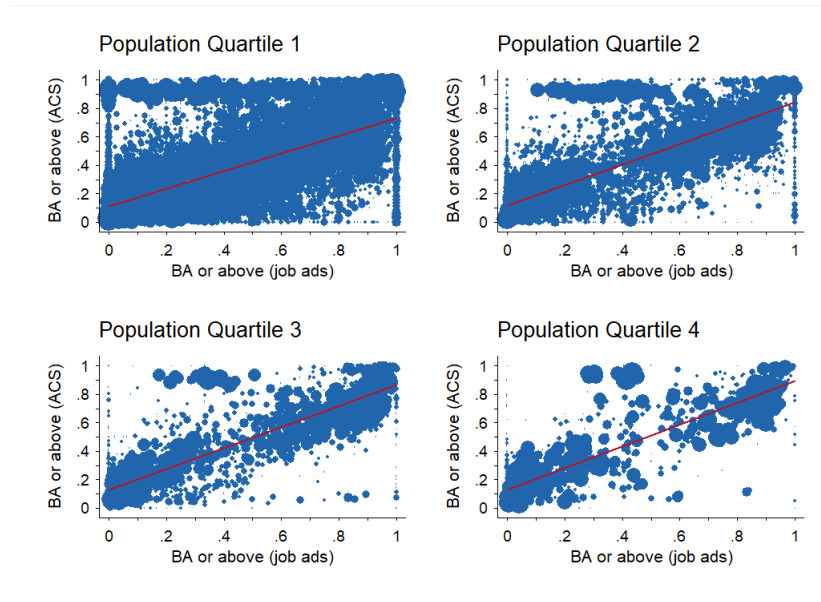 Population Quartile 1
BA or above (ACS)
1
.8
.6
.4
.2
0
0 .2 .4 .6 .8 1
BA or above (job ads)
Population Quartile 2
BA or above (ACS)
1
.8
.6
.4
.2
0
0 .2 .4 .6 .8 1
BA or above (job ads)
Population Quartile 3
BA or above (ACS)
1
.8
.6
.4
.2
0
0 .2 .4 .6 .8 1
BA or above (job ads)
Population Quartile 4
BA or above (ACS)
1
.8
.6
.4
.2
0
0 .2 .4 .6 .8 1
BA or above (job ads)